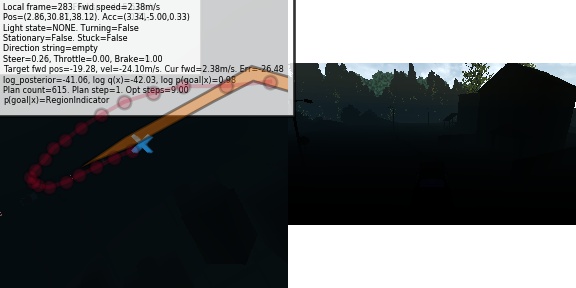 Local frame=283: Fwd speed=2.38m/s
Pos=(2.86,30.81,38.12). Acc=(3.34,-5.00,0.33)
Light state=NONE. Turning=False
Stationary=False. Stuck=False
Direction string=empty
Steer=0.26, Throttle=0.00, Brake=1.00
Target fwd pos=-19.28, vel=-24.10m/s. Cur fwd=2.38m/s. Err=-26.48
log_posterior=-41.06, log q(x)=-42.03, log p(goal|x)=0.98
Plan count=615. Plan step=1. Opt steps=9.00
p(goal|x)=RegionIndicator